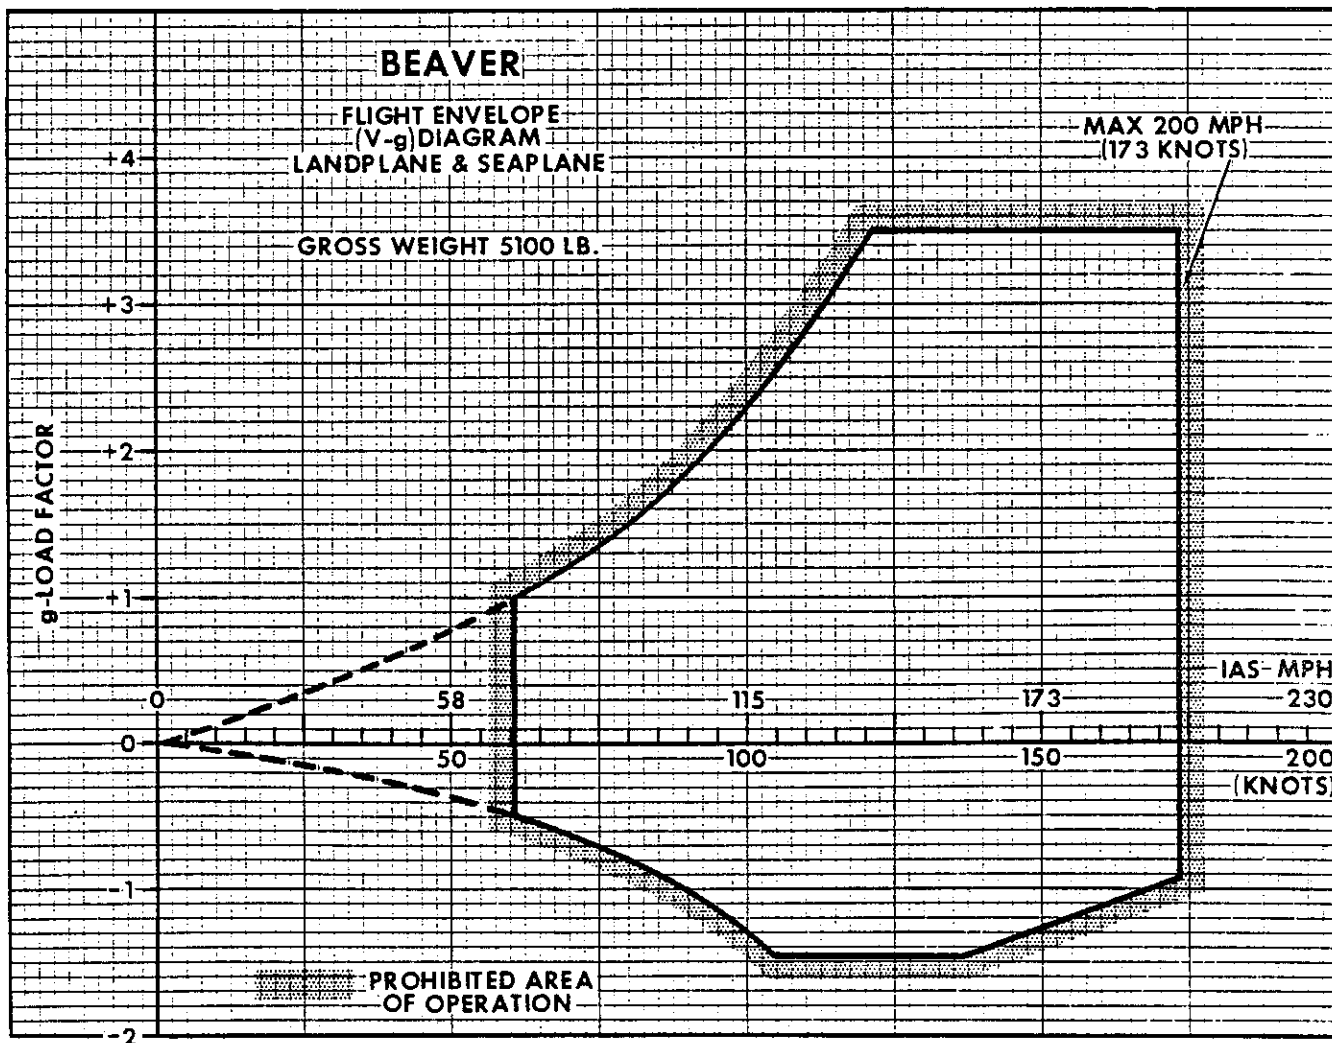 BEAVER
FLIGHT ENVELOPE
(V-g) DIAGRAM
LANDPLANE & SEAPLANE
GROSS WEIGHT 5100 LB.
MAX 200 MPH
(173 KNOTS)
+4
+3
+2
+1
0
-1
-2
g-LOAD FACTOR
IAS-MPH
0 58 115 173 230
50 100 150 200
(KNOTS)
PROHIBITED AREA
OF OPERATION